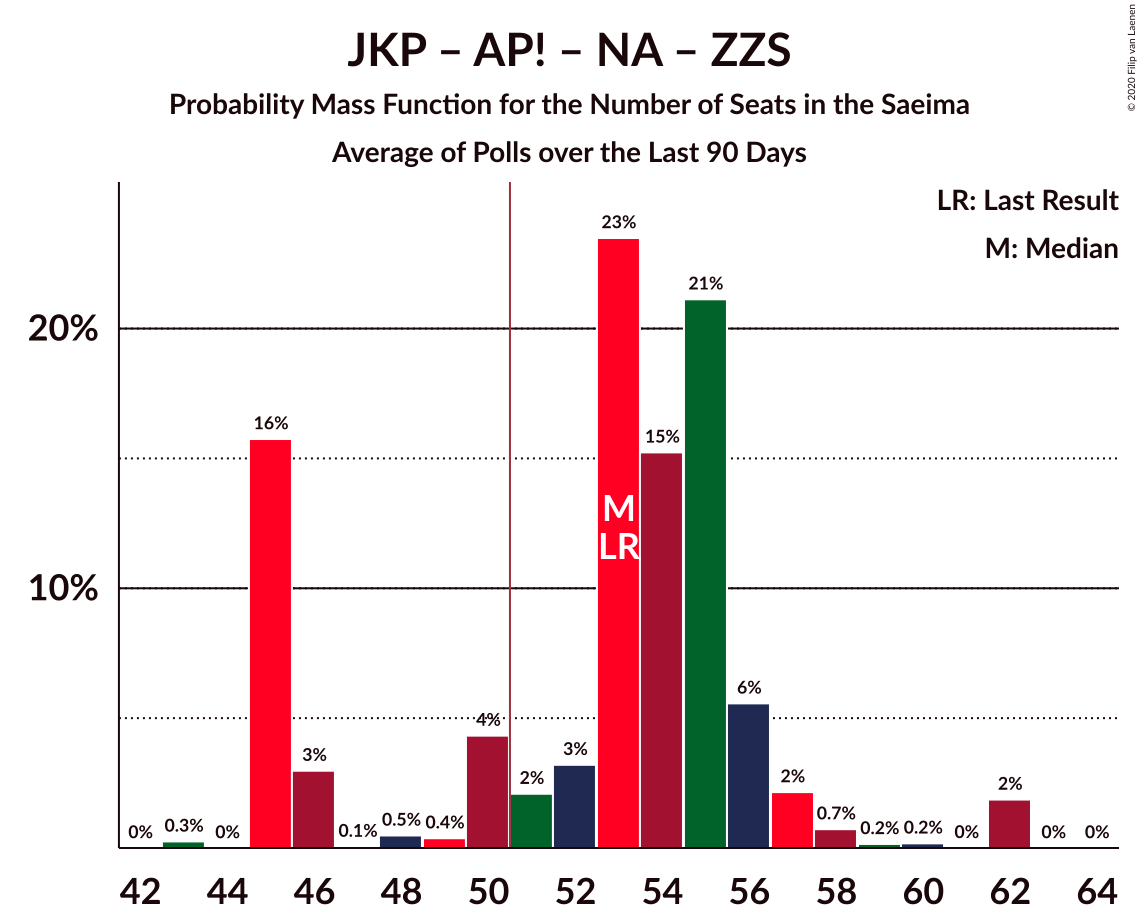 JKP – AP! – NA – ZZS
Probability Mass Function for the Number of Seats in the Saeima
Average of Polls over the Last 90 Days
© 2020 Filip van Laenen
LR: Last Result
M: Median
20%
10%
0%
0.3%
0%
16%
3%
0.1%
0.5%
0.4%
4%
2%
3%
23%
15%
21%
6%
2%
0.7%
0.2%
0.2%
0%
2%
0%
0%
M
LR
42 44 46 48 50 52 54 56 58 60 62 64